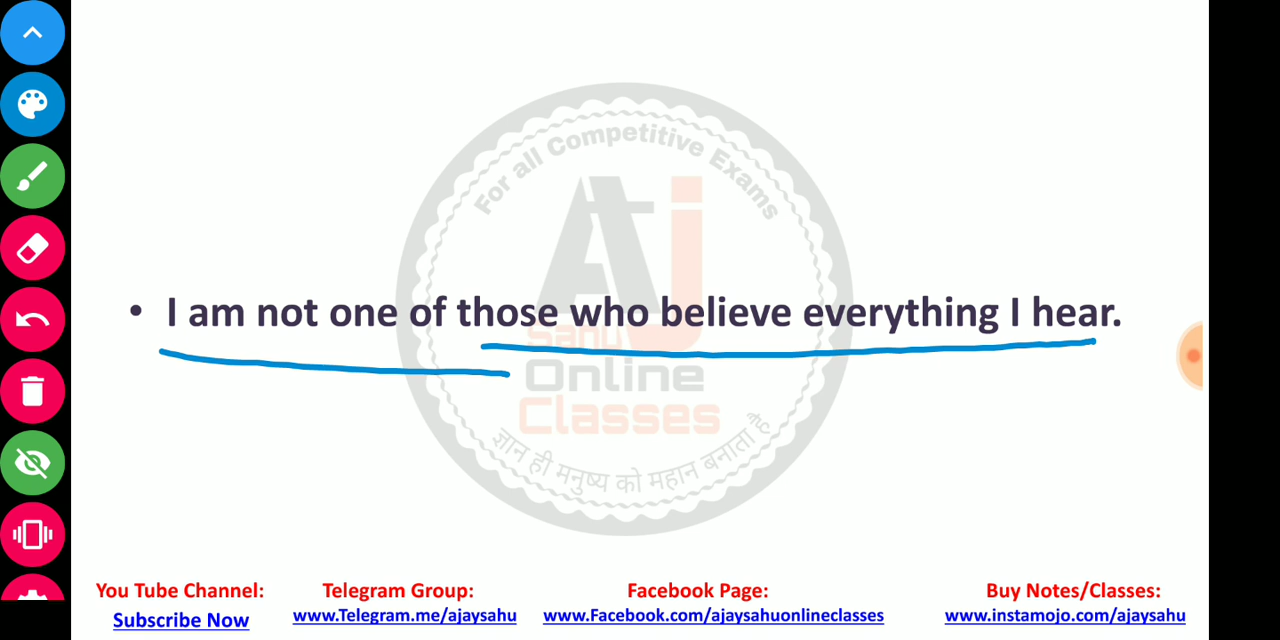 For all Competitive Exams
AJ
• I am not one of those who believe everything I hear.
Sahu
Online
Classes
ज्ञान ही मनुष्य को महान बनाता है
You Tube Channel: Telegram Group: Facebook Page: Buy Notes/Classes:
Subscribe Now www.Telegram.me/ajaysahu www.Facebook.com/ajaysahuonlineclasses www.instamojo.com/ajaysahu